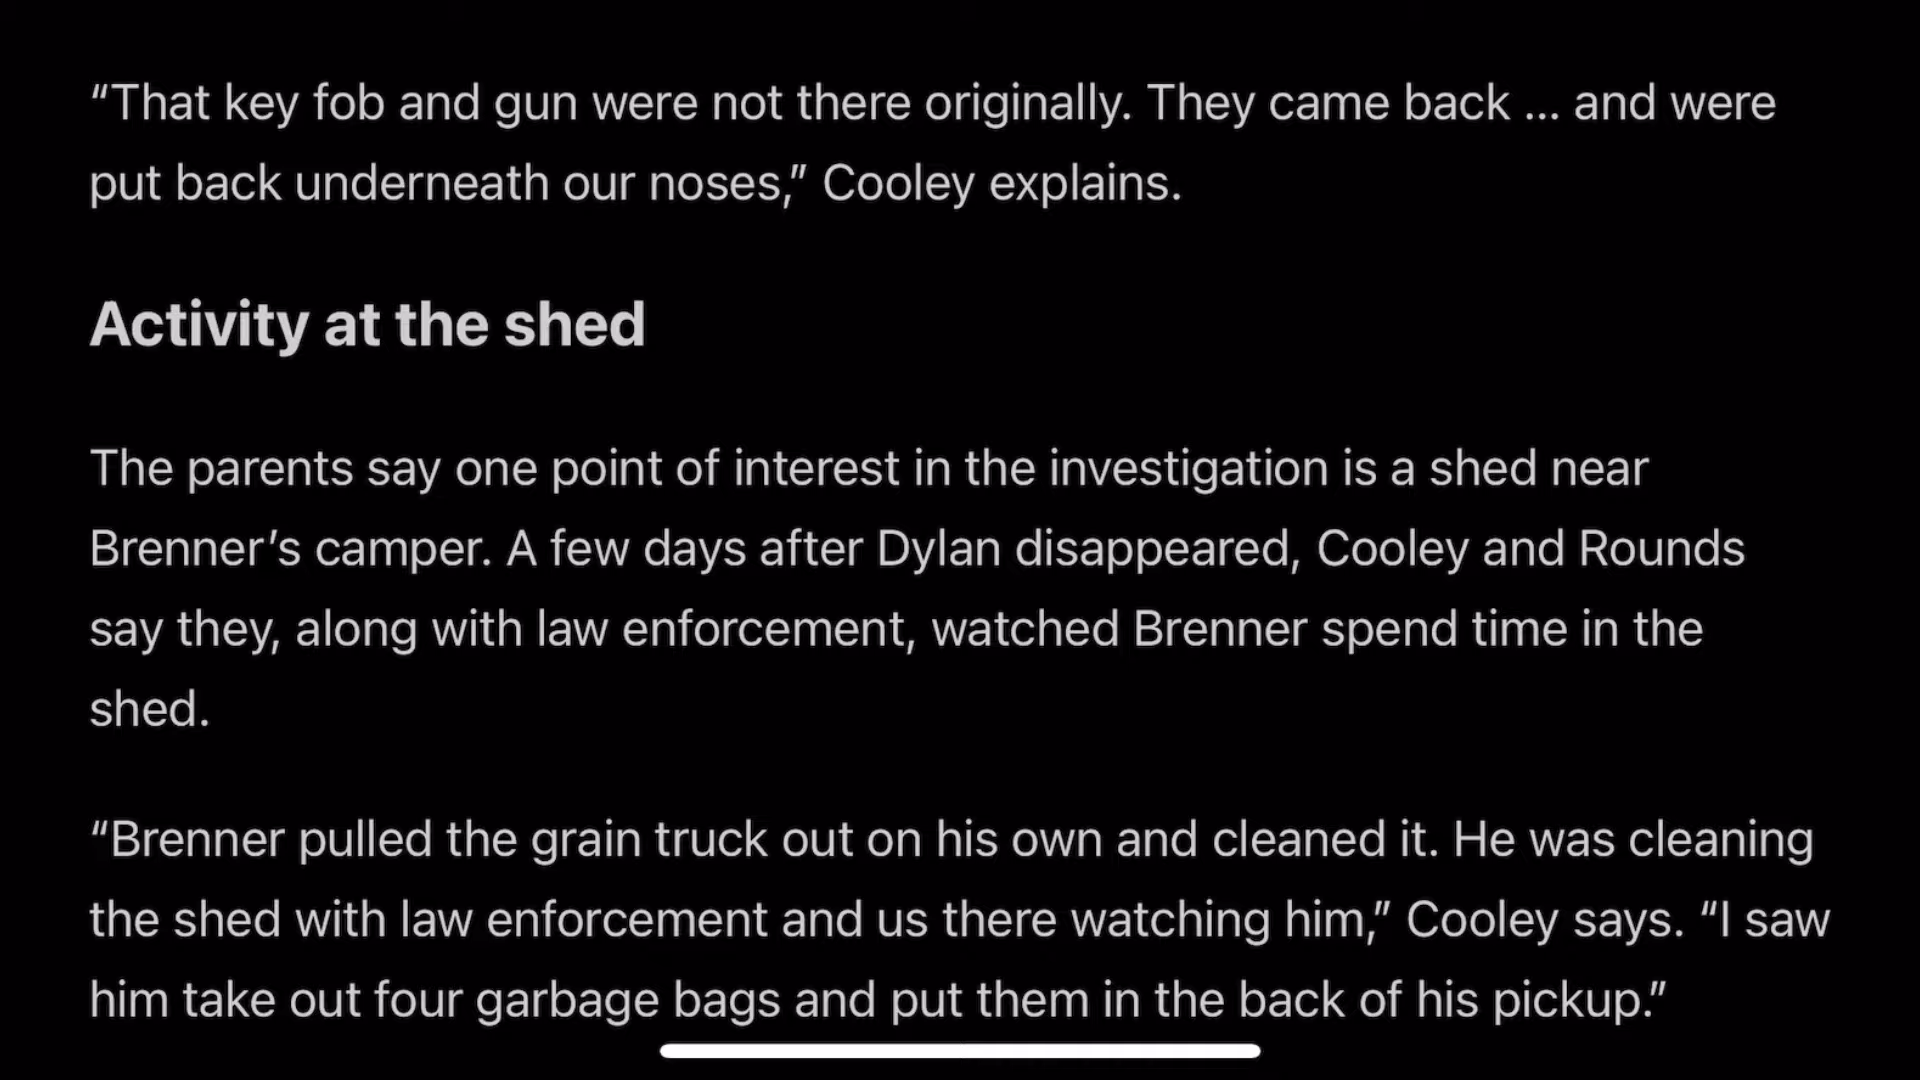 “That key fob and gun were not there originally. They came back ... and were
put back underneath our noses,” Cooley explains.
Activity at the shed
The parents say one point of interest in the investigation is a shed near
Brenner’s camper. A few days after Dylan disappeared, Cooley and Rounds
say they, along with law enforcement, watched Brenner spend time in the
shed.
“Brenner pulled the grain truck out on his own and cleaned it. He was cleaning
the shed with law enforcement and us there watching him,” Cooley says. “I saw
him take out four garbage bags and put them in the back of his pickup.”